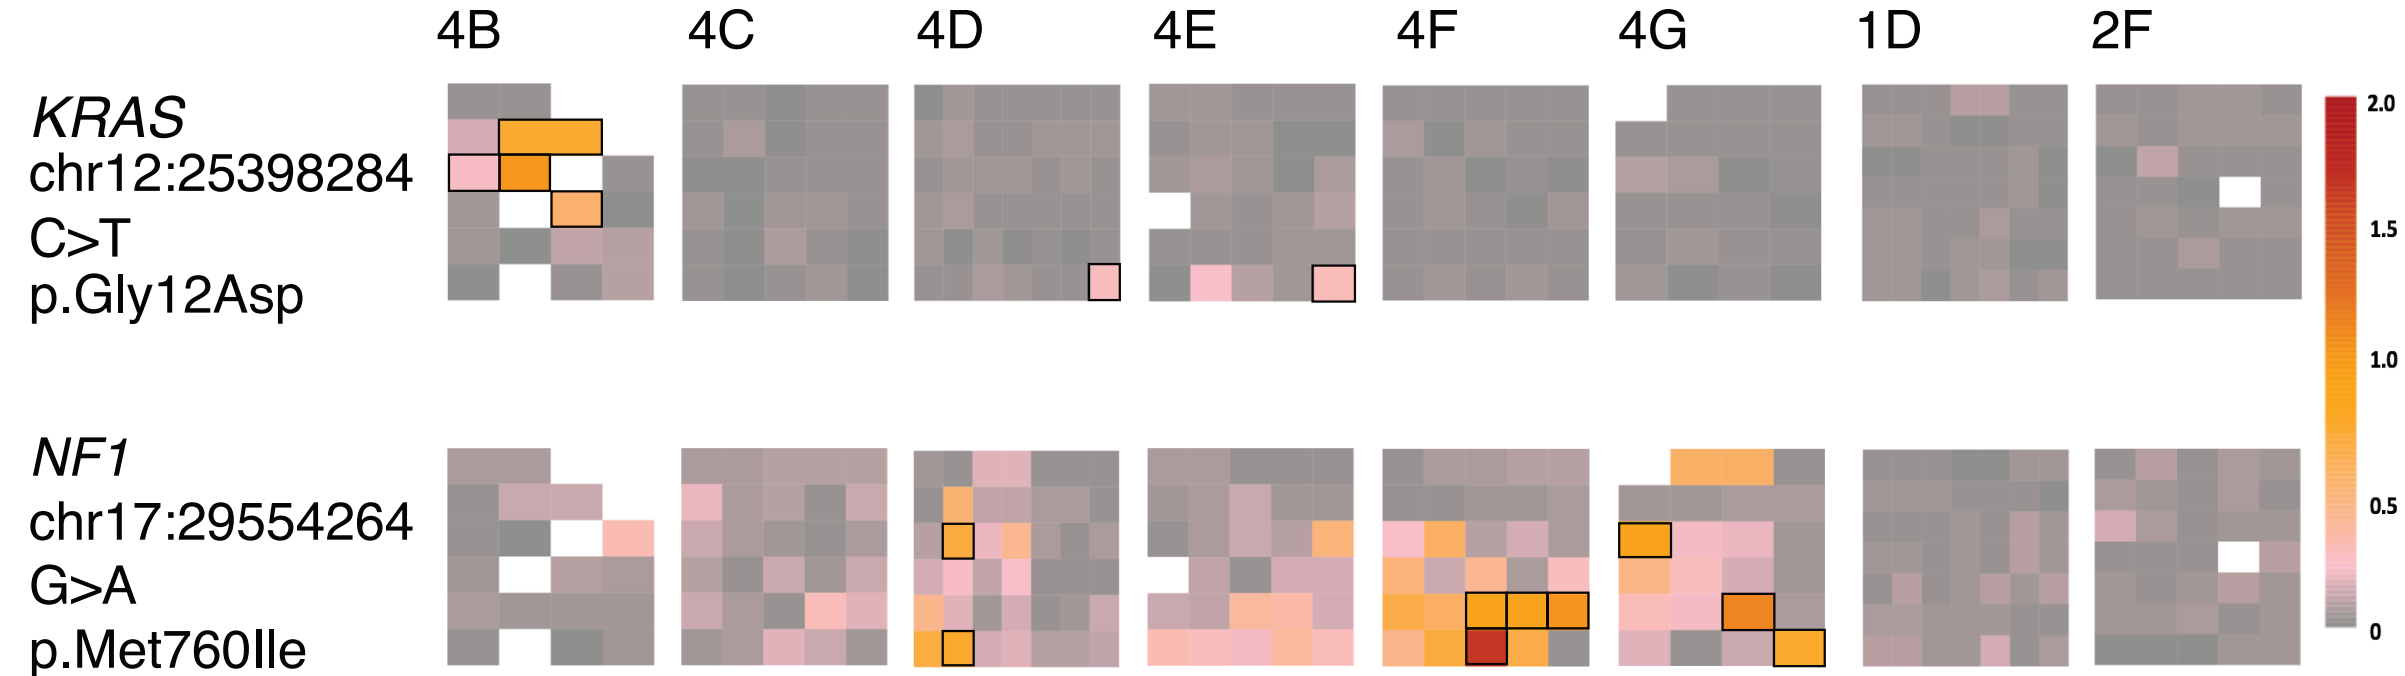 4B 4C 4D 4E 4F 4G 1D 2F
KRAS
chr12:25398284
C>T
p.Gly12Asp
NF1
chr17:29554264
G>A
p.Met760Ile
2.0
1.5
1.0
0.5
0